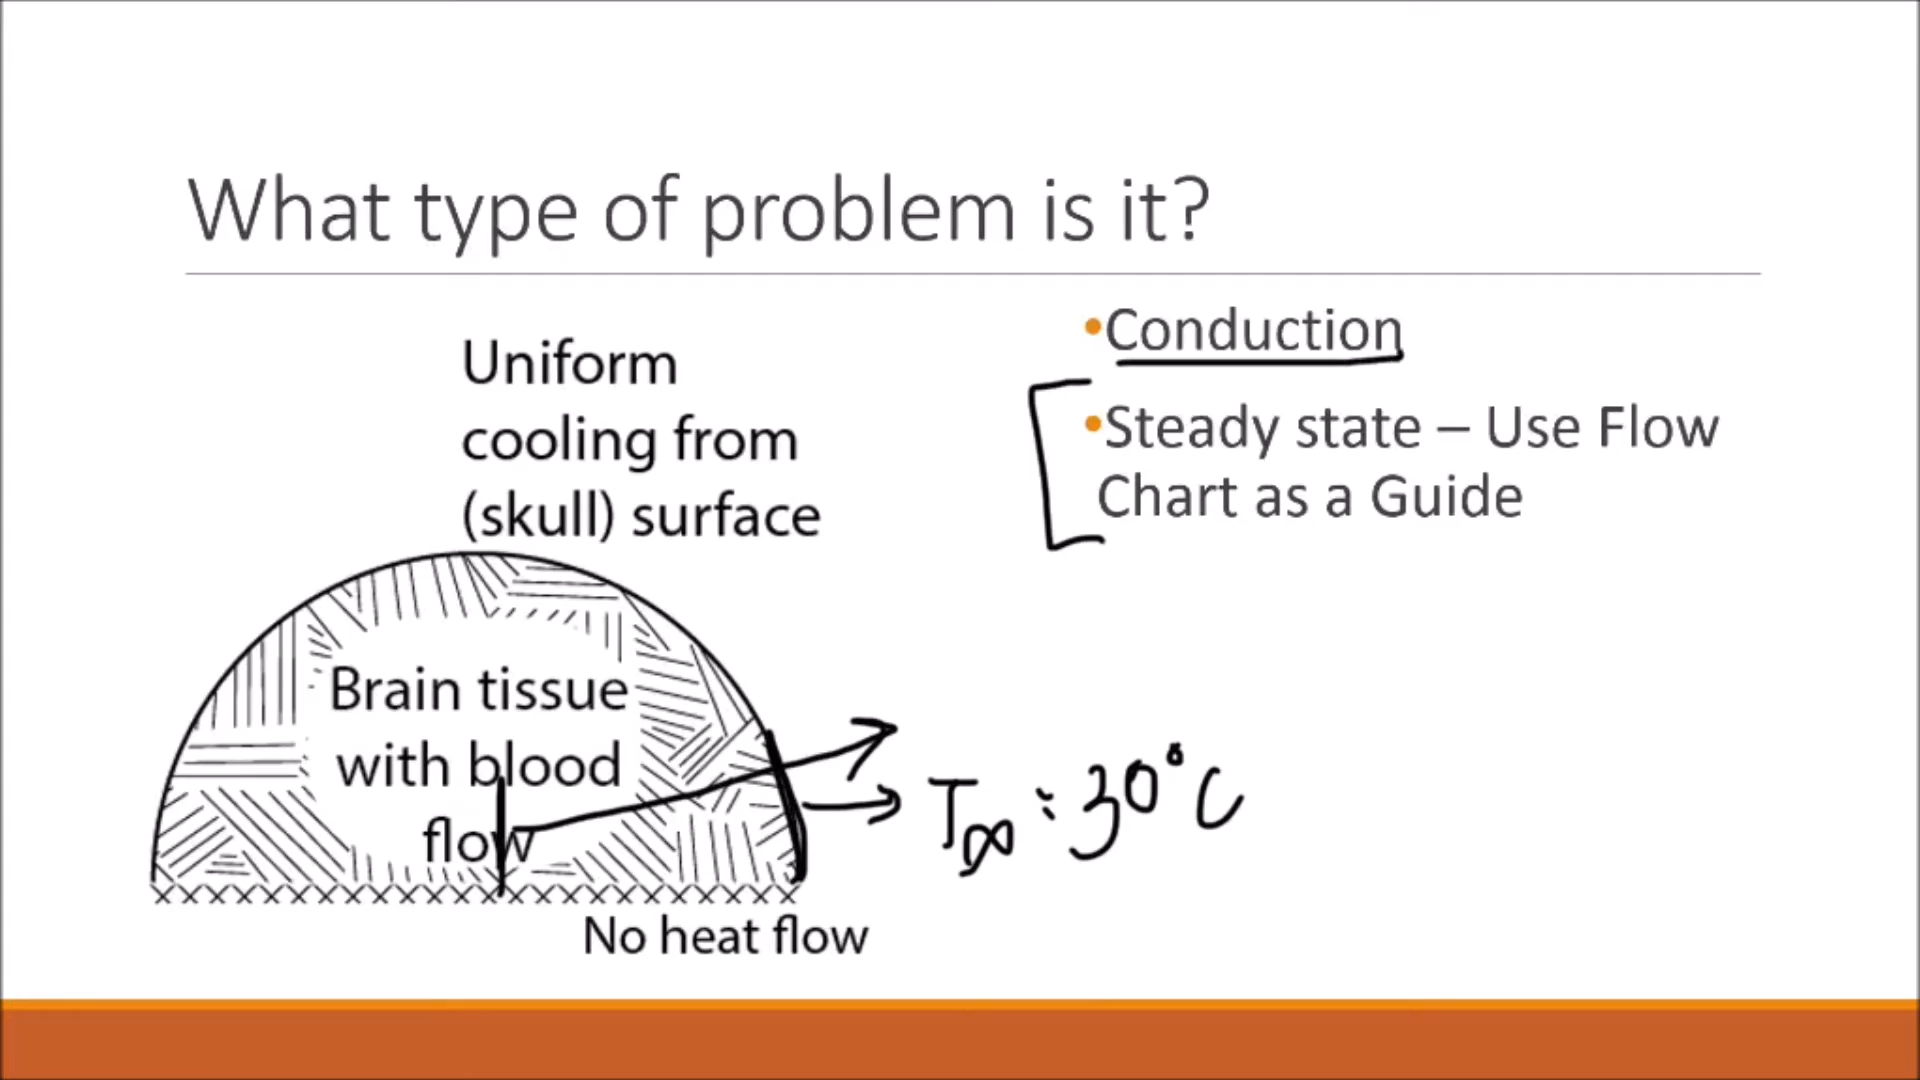 What type of problem is it?
Uniform
cooling from
(skull) surface
•Conduction
•Steady state – Use Flow
Chart as a Guide
Brain tissue
with blood
flow
T∞ : 30°C
No heat flow